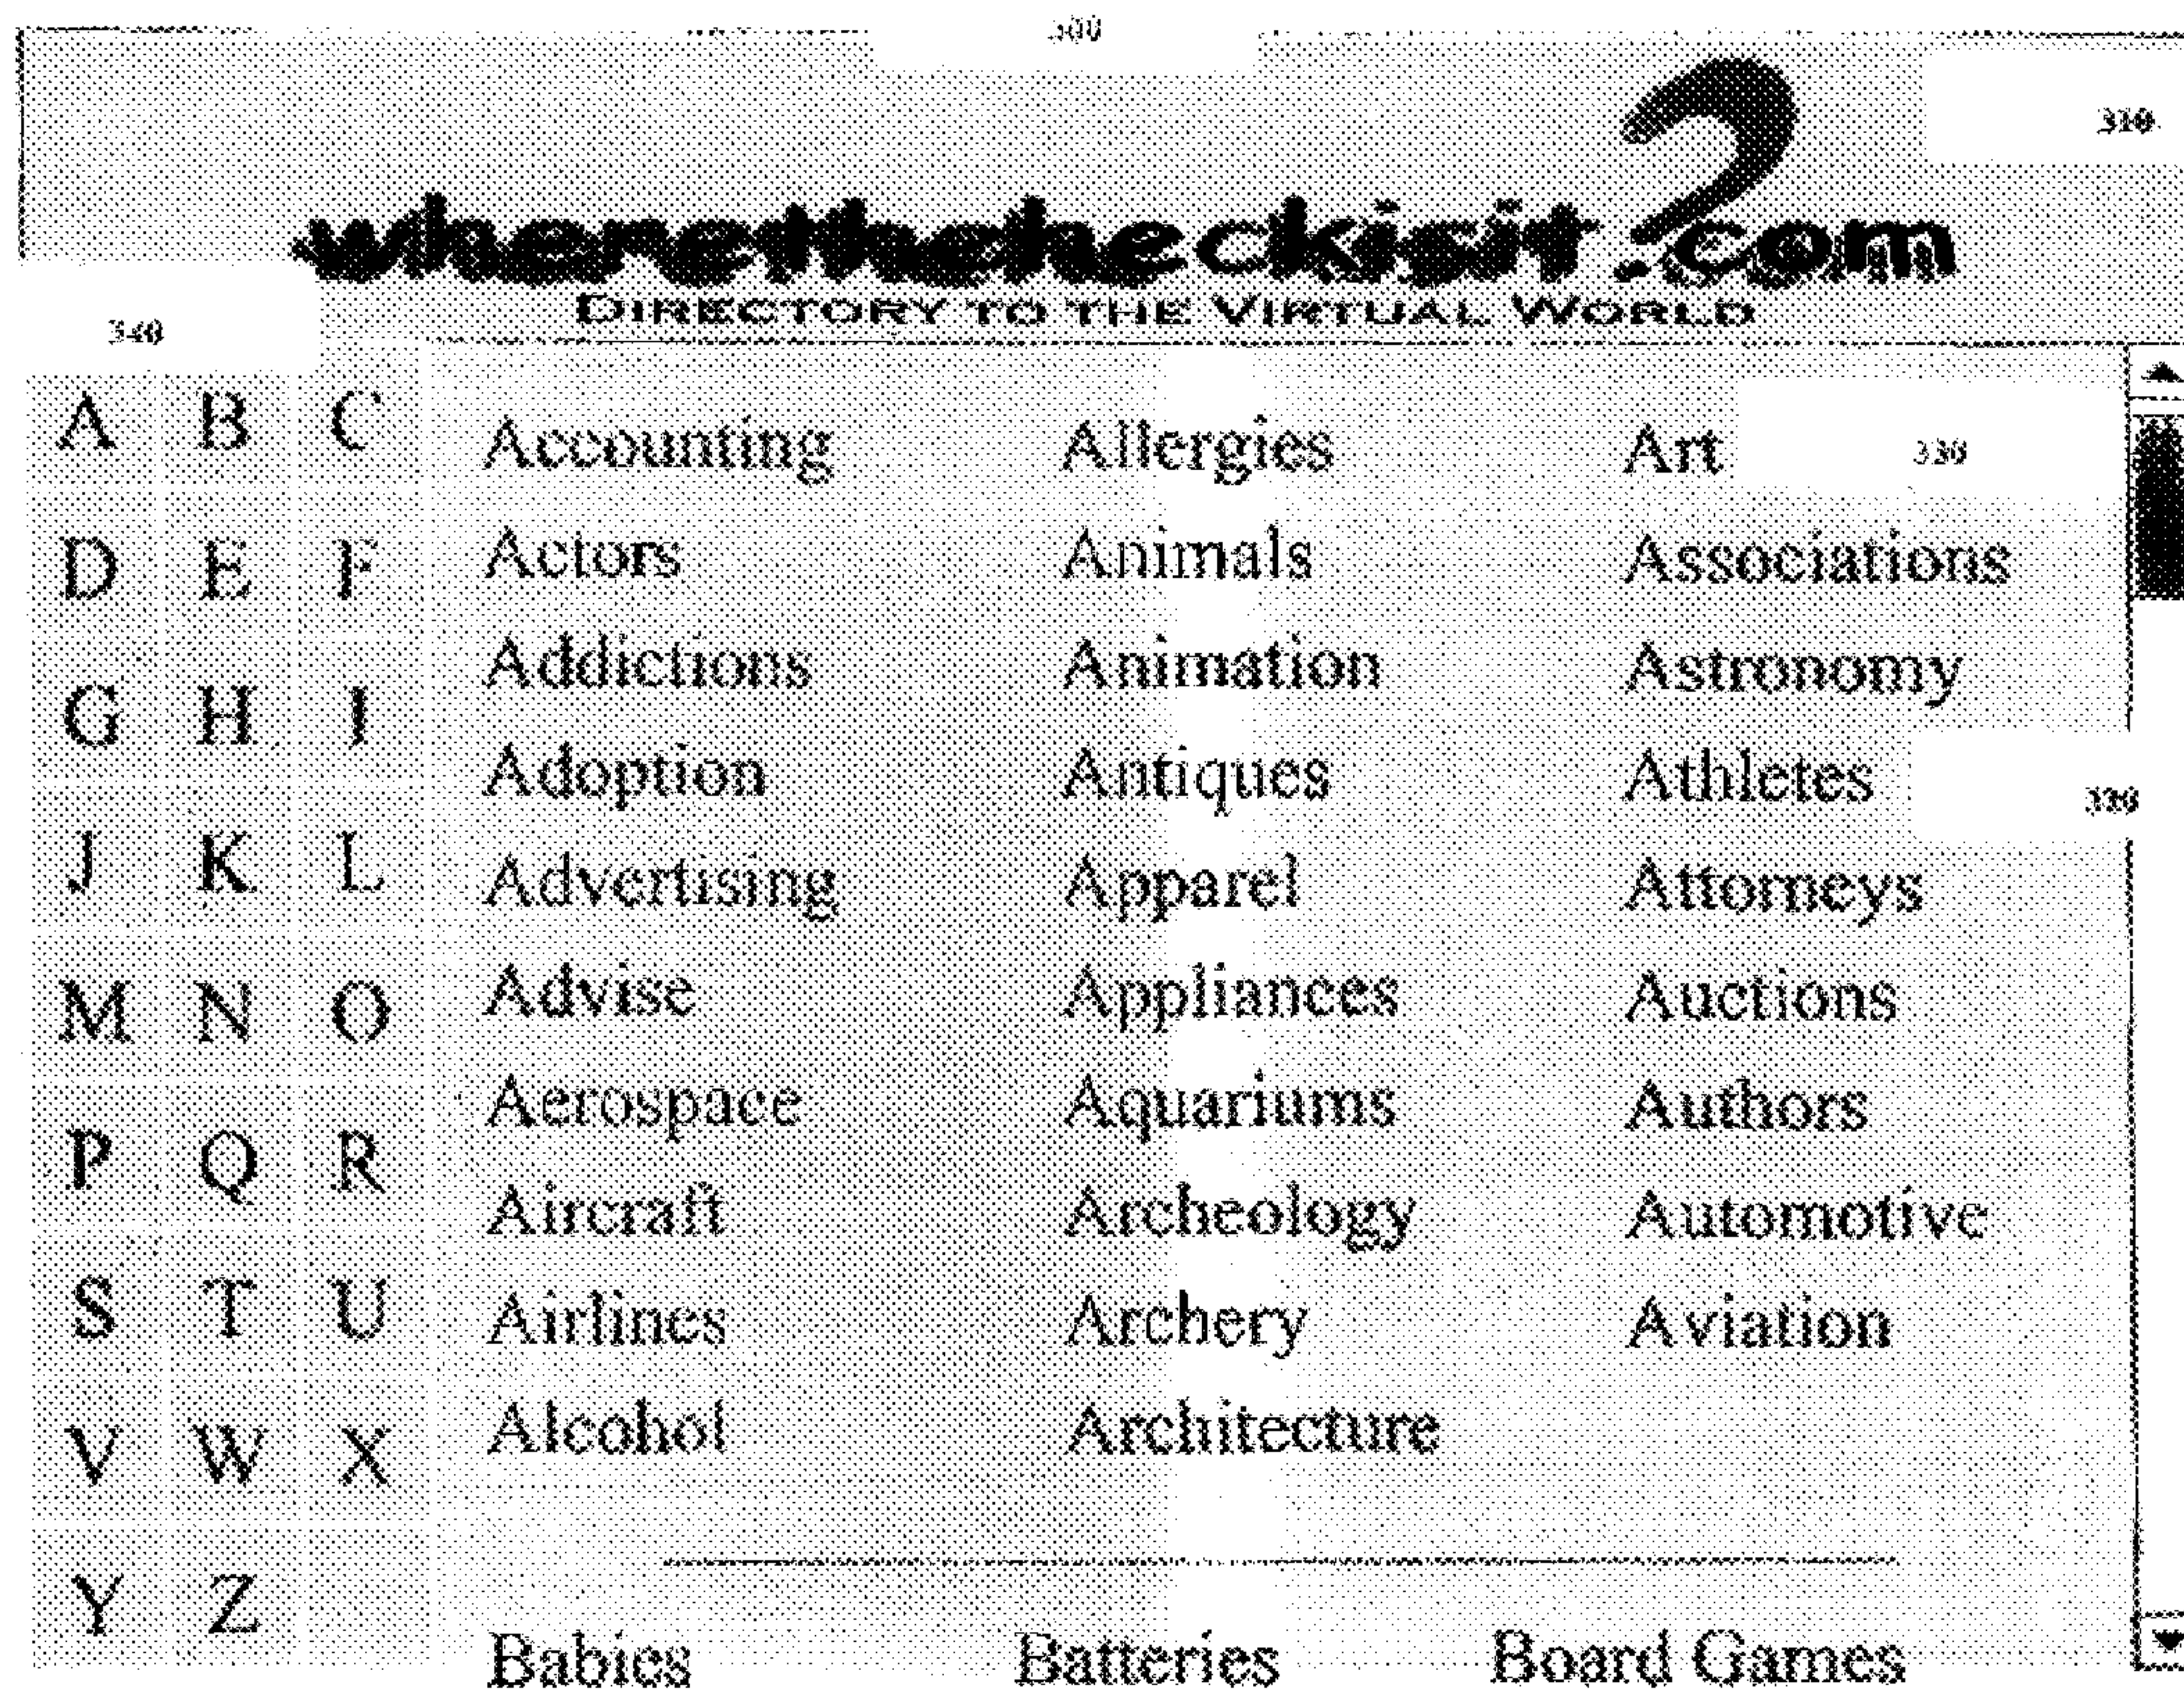 300
310
wheretheheckisit?.com
DIRECTORY TO THE VIRTUAL WORLD
340
A B C
D E F
G H I
J K L
M N O
P Q R
S T U
V W X
Y Z
Accounting Allergies Art
Actors Animals Associations
Addictions Animation Astronomy
Adoption Antiques Athletes
Advertising Apparel Attorneys
Advise Appliances Auctions
Aerospace Aquariums Authors
Aircraft Archeology Automotive
Airlines Archery Aviation
Alcohol Architecture
Babies Batteries Board Games